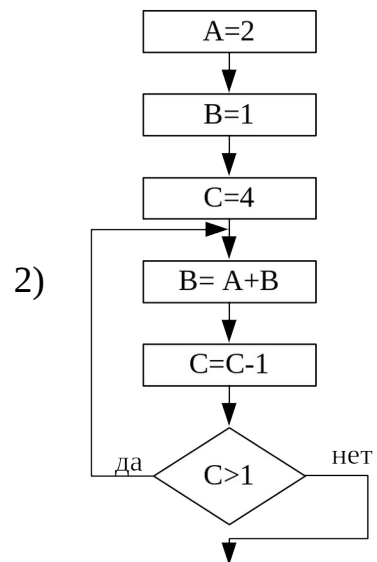 A=2
B=1
C=4
2)
B= A+B
C=C-1
да
C>1
нет